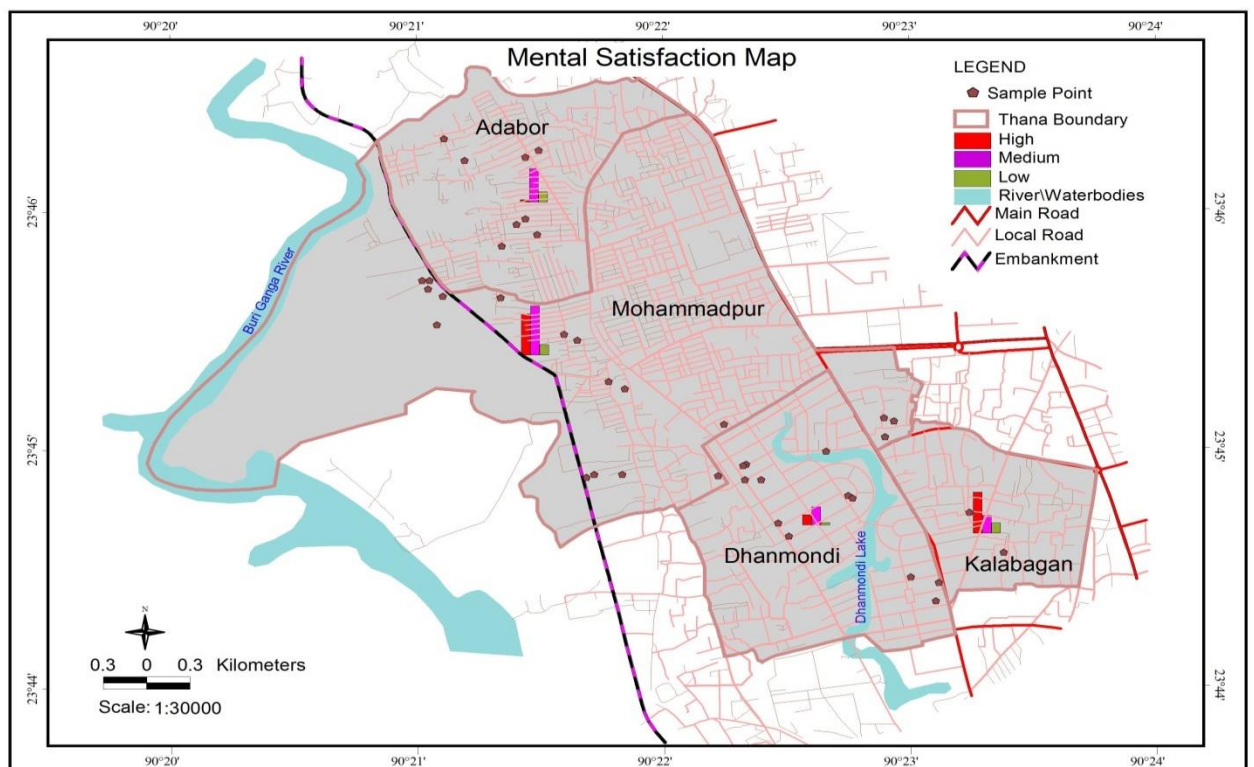 90°20'
90°21'
90°22'
90°23'
90°24'
Mental Satisfaction Map
LEGEND
Sample Point
Thana Boundary
High
Medium
Low
River\Waterbodies
Main Road
Local Road
Embankment
Adabor
23°46'
23°46'
Buri Ganga River
Mohammadpur
23°45'
23°45'
Dhanmondi
Kalabagan
Dhanmondi Lake
N
0.3 0 0.3 Kilometers
Scale: 1:30000
23°44'
23°44'
90°20'
90°21'
90°22'
90°23'
90°24'